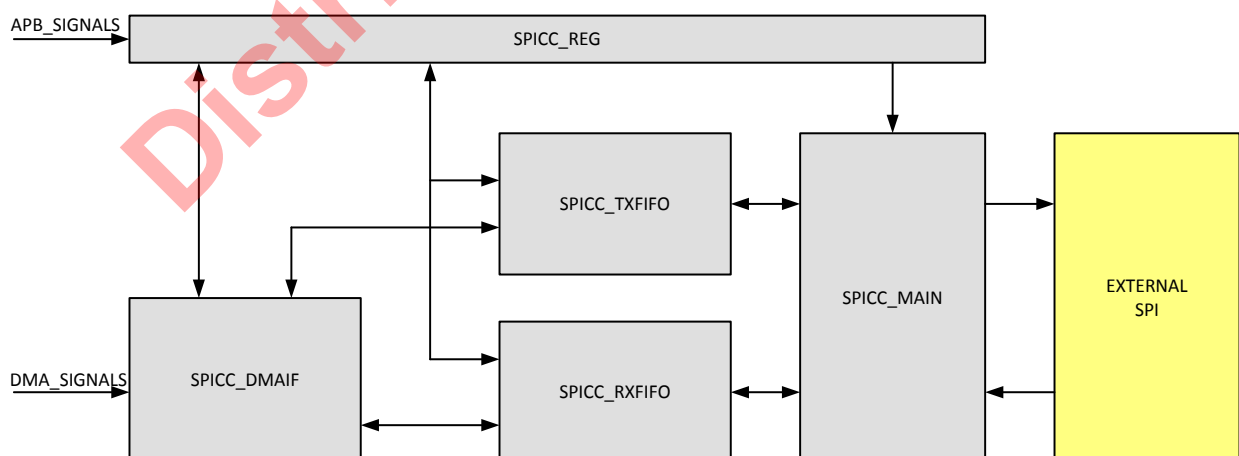 APB_SIGNALS
SPICC_REG
SPICC_TXFIFO
SPICC_MAIN
EXTERNAL
SPI
DMA_SIGNALS
SPICC_DMAIF
SPICC_RXFIFO